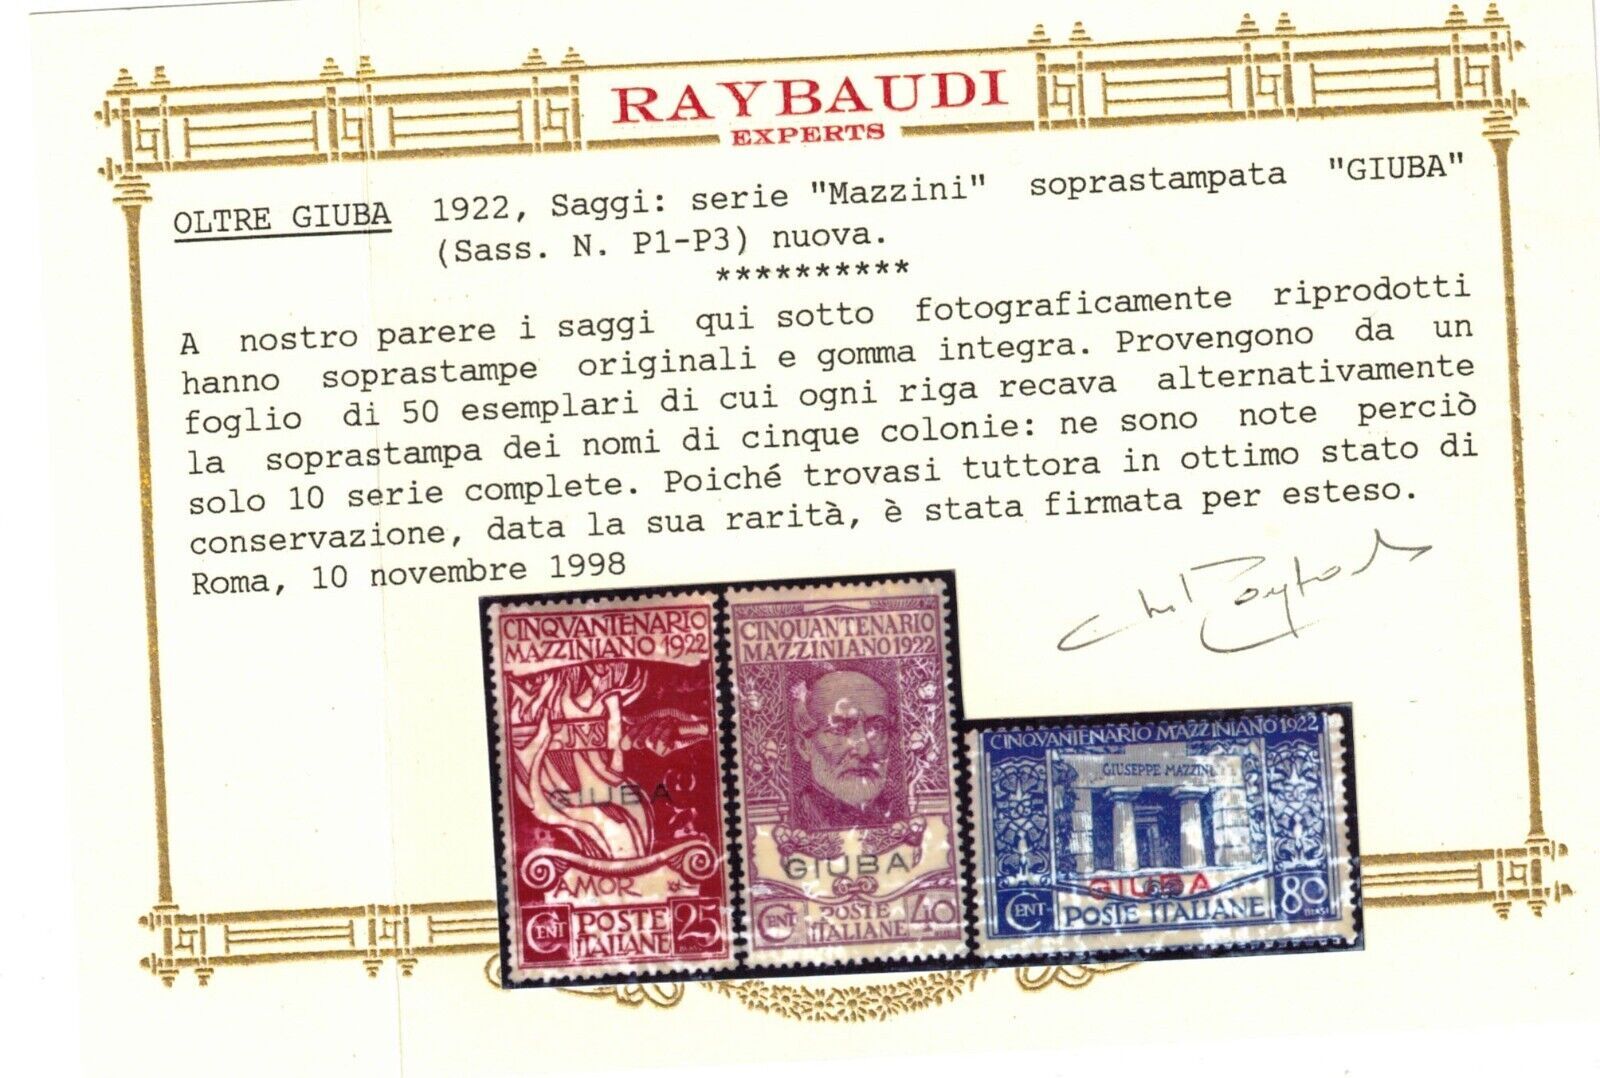 RAYBAUDI
EXPERTS
OLTRE GIUBA 1922, Saggi: serie "Mazzini" soprastampata "GIUBA"
(Sass. N. P1-P3) nuova.
**********
A nostro parere i saggi qui sotto fotograficamente riprodotti
hanno soprastampe originali e gomma integra. Provengono da un
foglio di 50 esemplari di cui ogni riga recava alternativamente
la soprastampa dei nomi di cinque colonie: ne sono note perciò
solo 10 serie complete. Poiché trovasi tuttora in ottimo stato di
conservazione, data la sua rarità, è stata firmata per esteso.
Roma, 10 novembre 1998
CINQVANTENARIO
MAZZINIANO 1922
JVS
GIUBA
AMOR
CENT POSTE ITALIANE 25
CINQUANTENARIO
MAZZINIANO 1922
GIUBA
CENT POSTE ITALIANE 40
CINQVANTENARIO MAZZINIANO 1922
GIUSEPPE MAZZINI
GIUBA
CENT POSTE ITALIANE 80